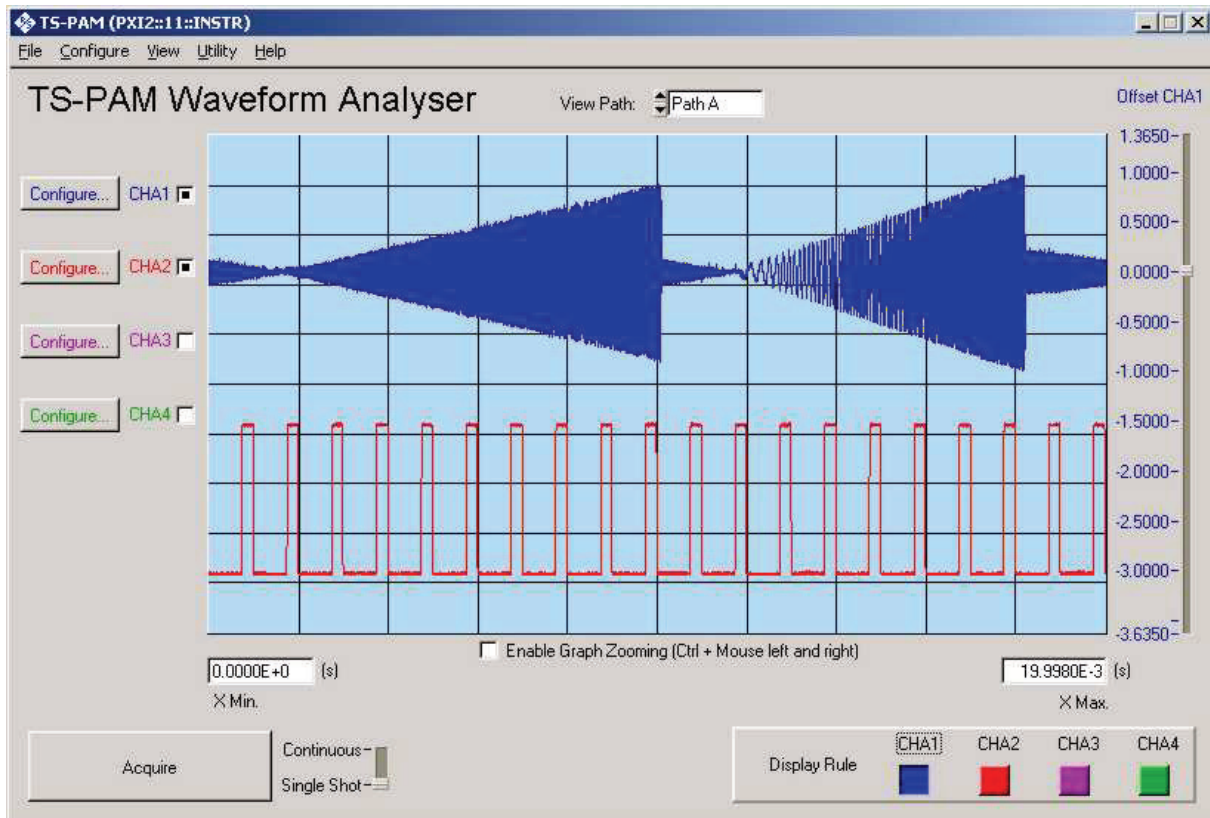 TS-PAM (PXI2::11::INSTR)
File Configure View Utility Help
TS-PAM Waveform Analyser
View Path: Path A
Offset CHA1
Configure... CHA1
Configure... CHA2
Configure... CHA3
Configure... CHA4
1.3650
1.0000
0.5000
0.0000
-0.5000
-1.0000
-1.5000
-2.0000
-2.5000
-3.0000
-3.6350
Enable Graph Zooming (Ctrl + Mouse left and right)
0.0000E+0 (s)
X Min.
19.9980E-3 (s)
X Max.
Acquire
Continuous
Single Shot
Display Rule
CHA1 CHA2 CHA3 CHA4